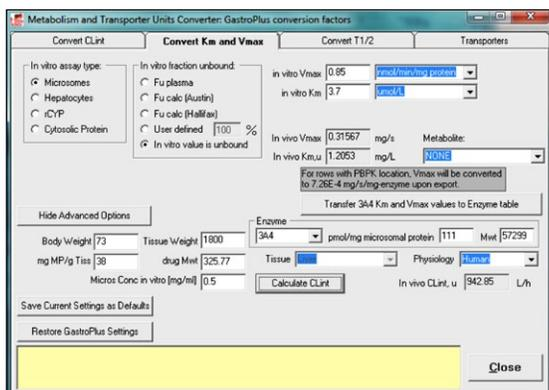 Metabolism and Transporter Units Converter: GastroPlus conversion factors
Convert CLint Convert Km and Vmax Convert T1/2 Transporters
In vitro assay type:
Microsomes
Hepatocytes
rCYP
Cytosolic Protein
In vitro fraction unbound:
Fu plasma
Fu calc (Austin)
Fu calc (Hallifax)
User defined 100 %
In vitro value is unbound
in vitro Vmax 0.85 nmol/min/mg protein
in vitro Km 3.7 umol/L
In vivo Vmax 0.31567 mg/s Metabolite:
In vivo Km,u 1.2053 mg/L NONE
For rows with PBPK location, Vmax will be converted
to 7.26E-4 mg/s/mg-enzyme upon export.
Transfer 3A4 Km and Vmax values to Enzyme table
Hide Advanced Options
Enzyme
Body Weight 73 Tissue Weight 1800 3A4 pmol/mg microsomal protein 111 Mwt 57299
mg MP/g Tiss 38 drug Mwt 325.77 Tissue Liver Physiology Human
Micros Conc in vitro [mg/ml] 0.5 Calculate CLint In vivo CLint, u 942.85 L/h
Save Current Settings as Defaults
Restore GastroPlus Settings
Close